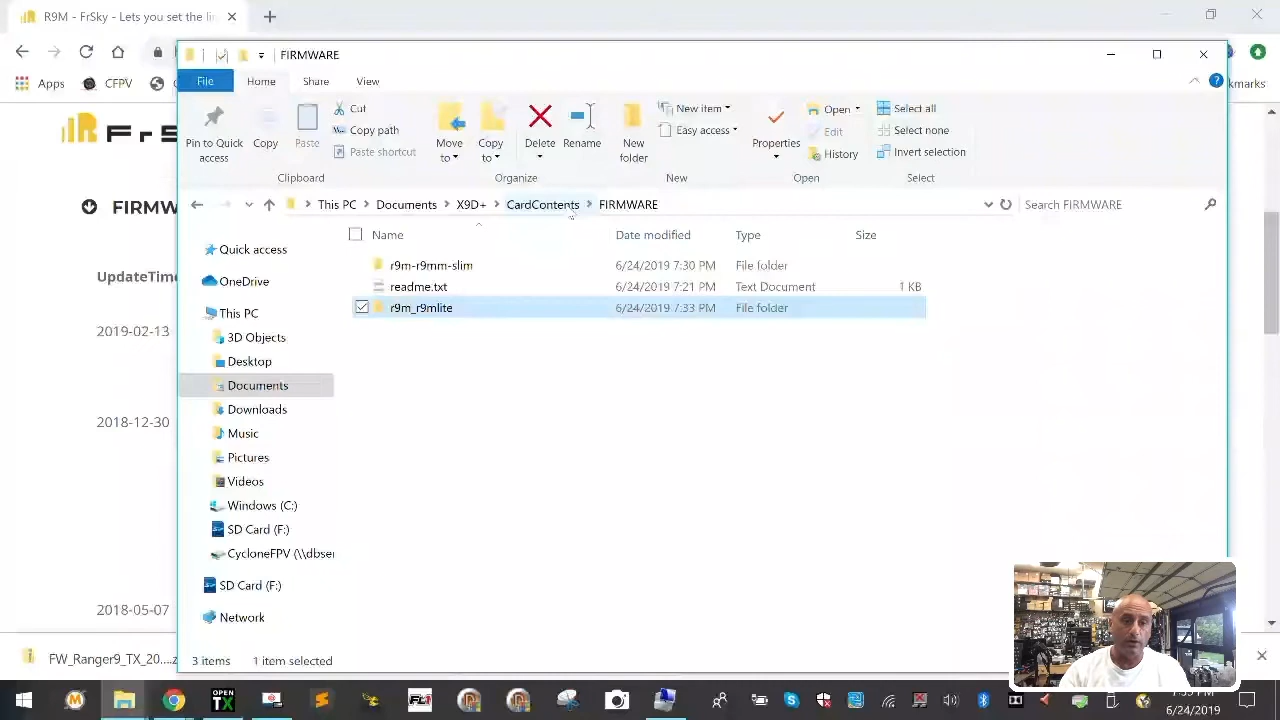 R9M - FrSky - Lets you set the li
FIRMWARE
Apps
CFPV
kmarks
File
Home
Share
View
Pin to Quick access
Copy
Paste
Cut
Copy path
Paste shortcut
Move to
Copy to
Delete
Rename
New folder
New item
Easy access
Properties
Open
Edit
History
Select all
Select none
Invert selection
Clipboard
Organize
New
Open
Select
FrS
FIRMW
This PC
Documents
X9D+
CardContents
FIRMWARE
Search FIRMWARE
Name
Date modified
Type
Size
r9m-r9mm-slim
6/24/2019 7:30 PM
File folder
readme.txt
6/24/2019 7:21 PM
Text Document
1 KB
r9m_r9mlite
6/24/2019 7:33 PM
File folder
Quick access
OneDrive
This PC
3D Objects
Desktop
Documents
Downloads
Music
Pictures
Videos
Windows (C:)
SD Card (F:)
CycloneFPV (\\dbser
SD Card (F:)
Network
UpdateTime
2019-02-13
2018-12-30
2018-05-07
3 items
1 item selected
FW_Ranger9_TX_20....z
OPEN
TX
6/24/2019